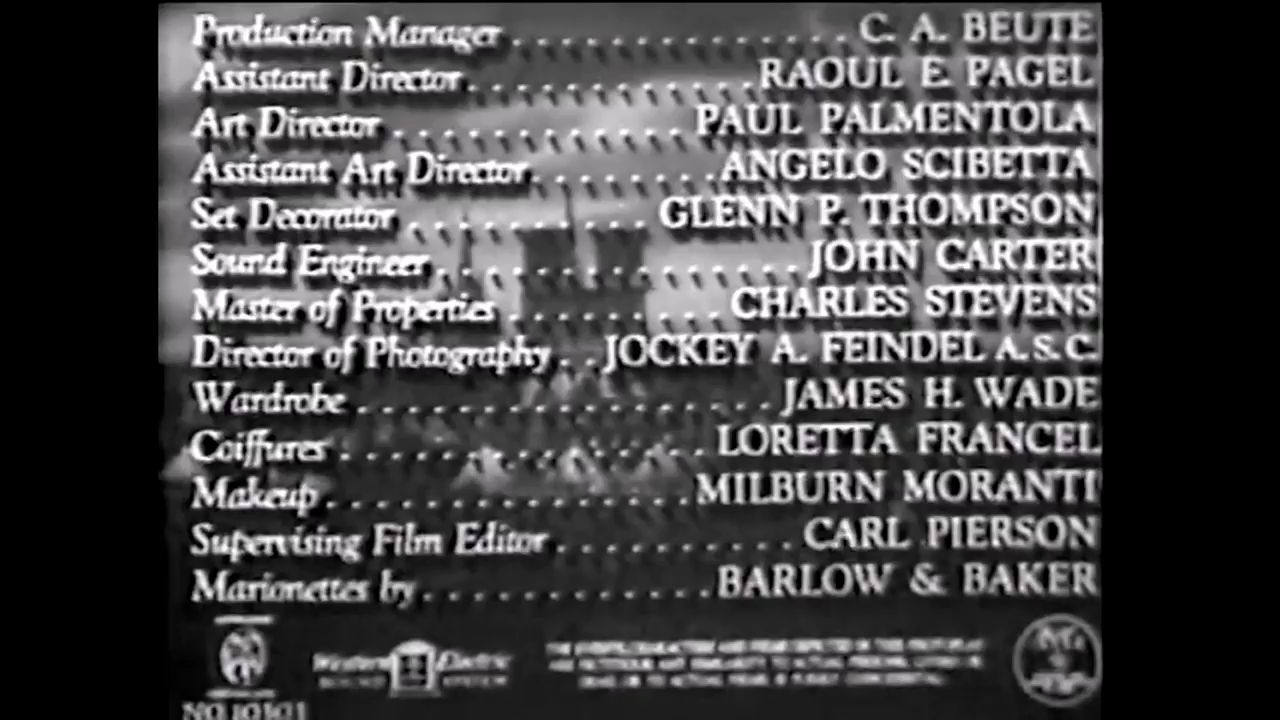 Production Manager . . . . . . . . . . . . . . C. A. BEUTE
Assistant Director . . . . . . . . . . . . RAOUL E. PAGEL
Art Director . . . . . . . . . . . . PAUL PALMENTOLA
Assistant Art Director . . . . . . . . ANGELO SCIBETTA
Set Decorator . . . . . . . . . . GLENN P. THOMPSON
Sound Engineer . . . . . . . . . . . . . . . JOHN CARTER
Master of Properties . . . . . . . . . CHARLES STEVENS
Director of Photography . . JOCKEY A. FEINDEL A.S.C.
Wardrobe . . . . . . . . . . . . . . . . . JAMES H. WADE
Coiffures . . . . . . . . . . . . . . . LORETTA FRANCEL
Makeup . . . . . . . . . . . . . . . MILBURN MORANTI
Supervising Film Editor . . . . . . . . . . CARL PIERSON
Marionettes by . . . . . . . . . . . . BARLOW & BAKER
Western Electric
SOUND SYSTEM